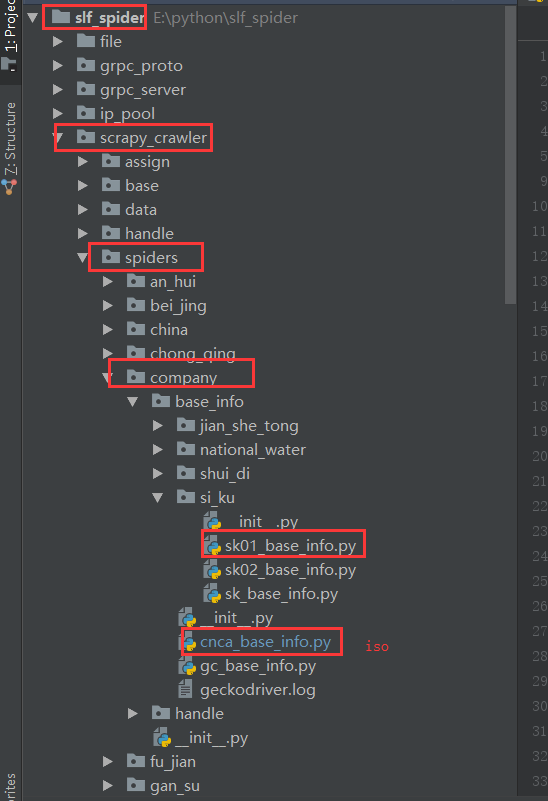 1: Project
slf_spider E:\python\slf_spider
file
grpc_proto
grpc_server
ip_pool
scrapy_crawler
assign
base
data
handle
spiders
an_hui
bei_jing
china
chong_qing
company
base_info
jian_she_tong
national_water
shui_di
si_ku
__init__.py
sk01_base_info.py
sk02_base_info.py
sk_base_info.py
__init__.py
cnca_base_info.py iso
gc_base_info.py
geckodriver.log
handle
__init__.py
fu_jian
gan_su
7: Structure
1
2
3
4
5
6
7
8
9
10
11
12
13
14
15
16
17
18
19
20
21
22
23
24
25
26
27
28
29
30
31
32
33